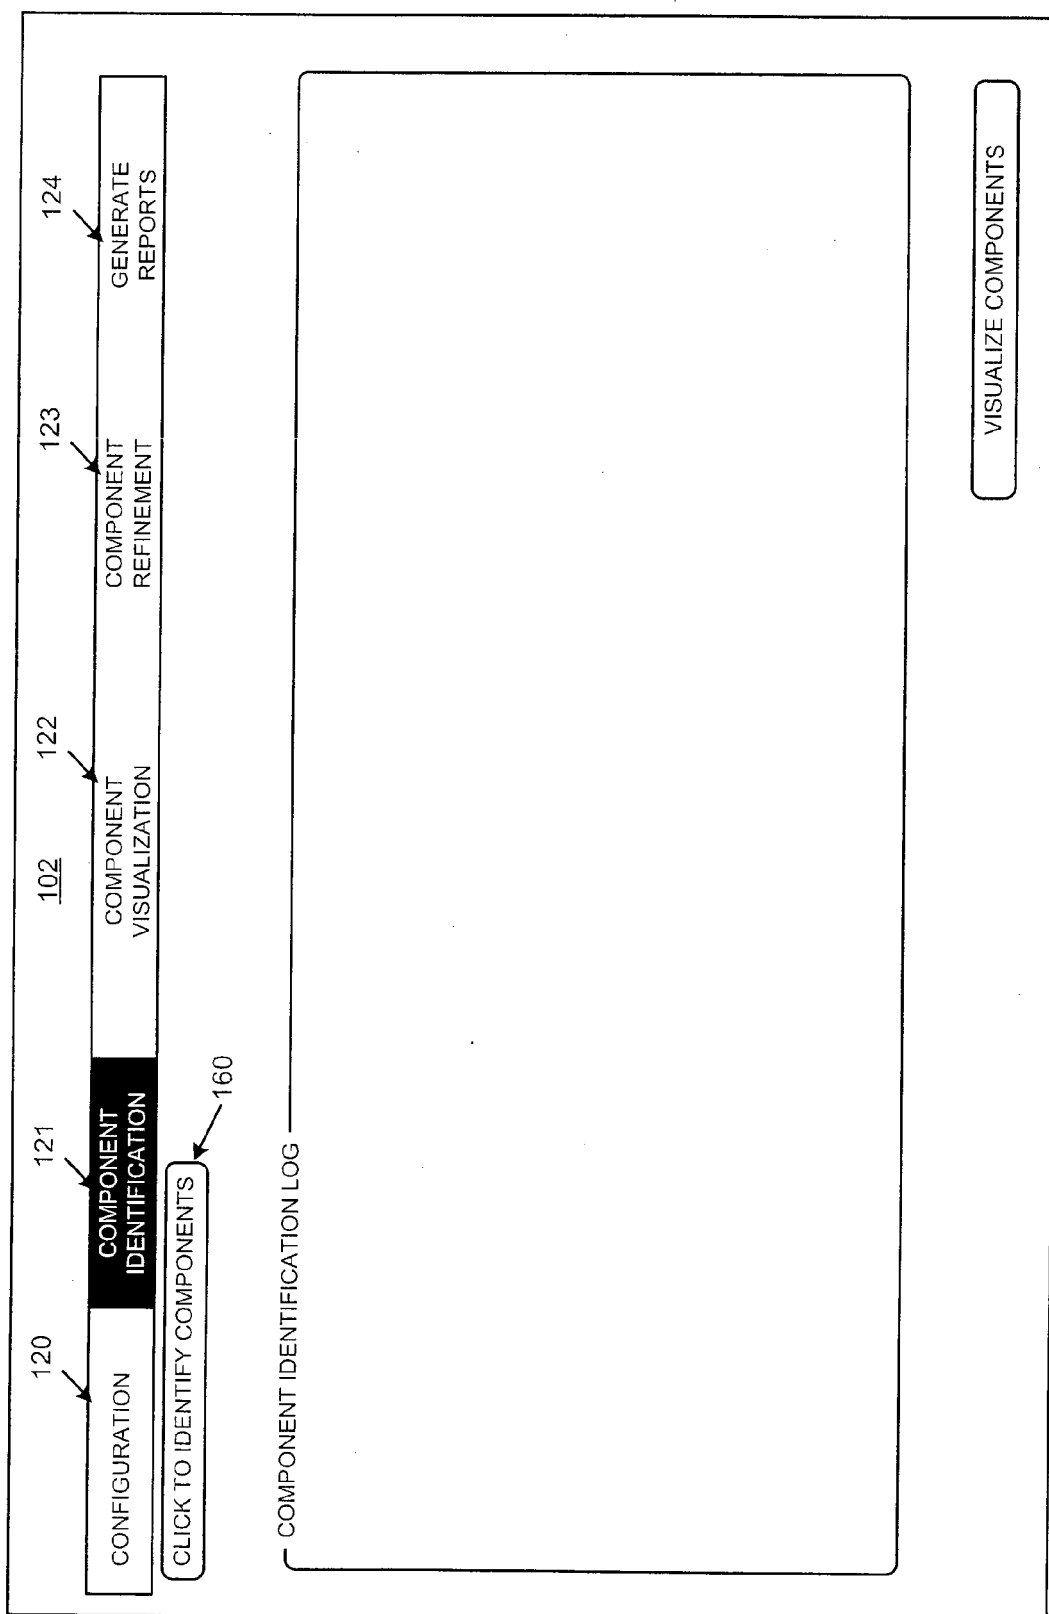 102
120
121
122
123
124
CONFIGURATION
COMPONENT
IDENTIFICATION
COMPONENT
VISUALIZATION
COMPONENT
REFINEMENT
GENERATE
REPORTS
CLICK TO IDENTIFY COMPONENTS
160
COMPONENT IDENTIFICATION LOG
VISUALIZE COMPONENTS